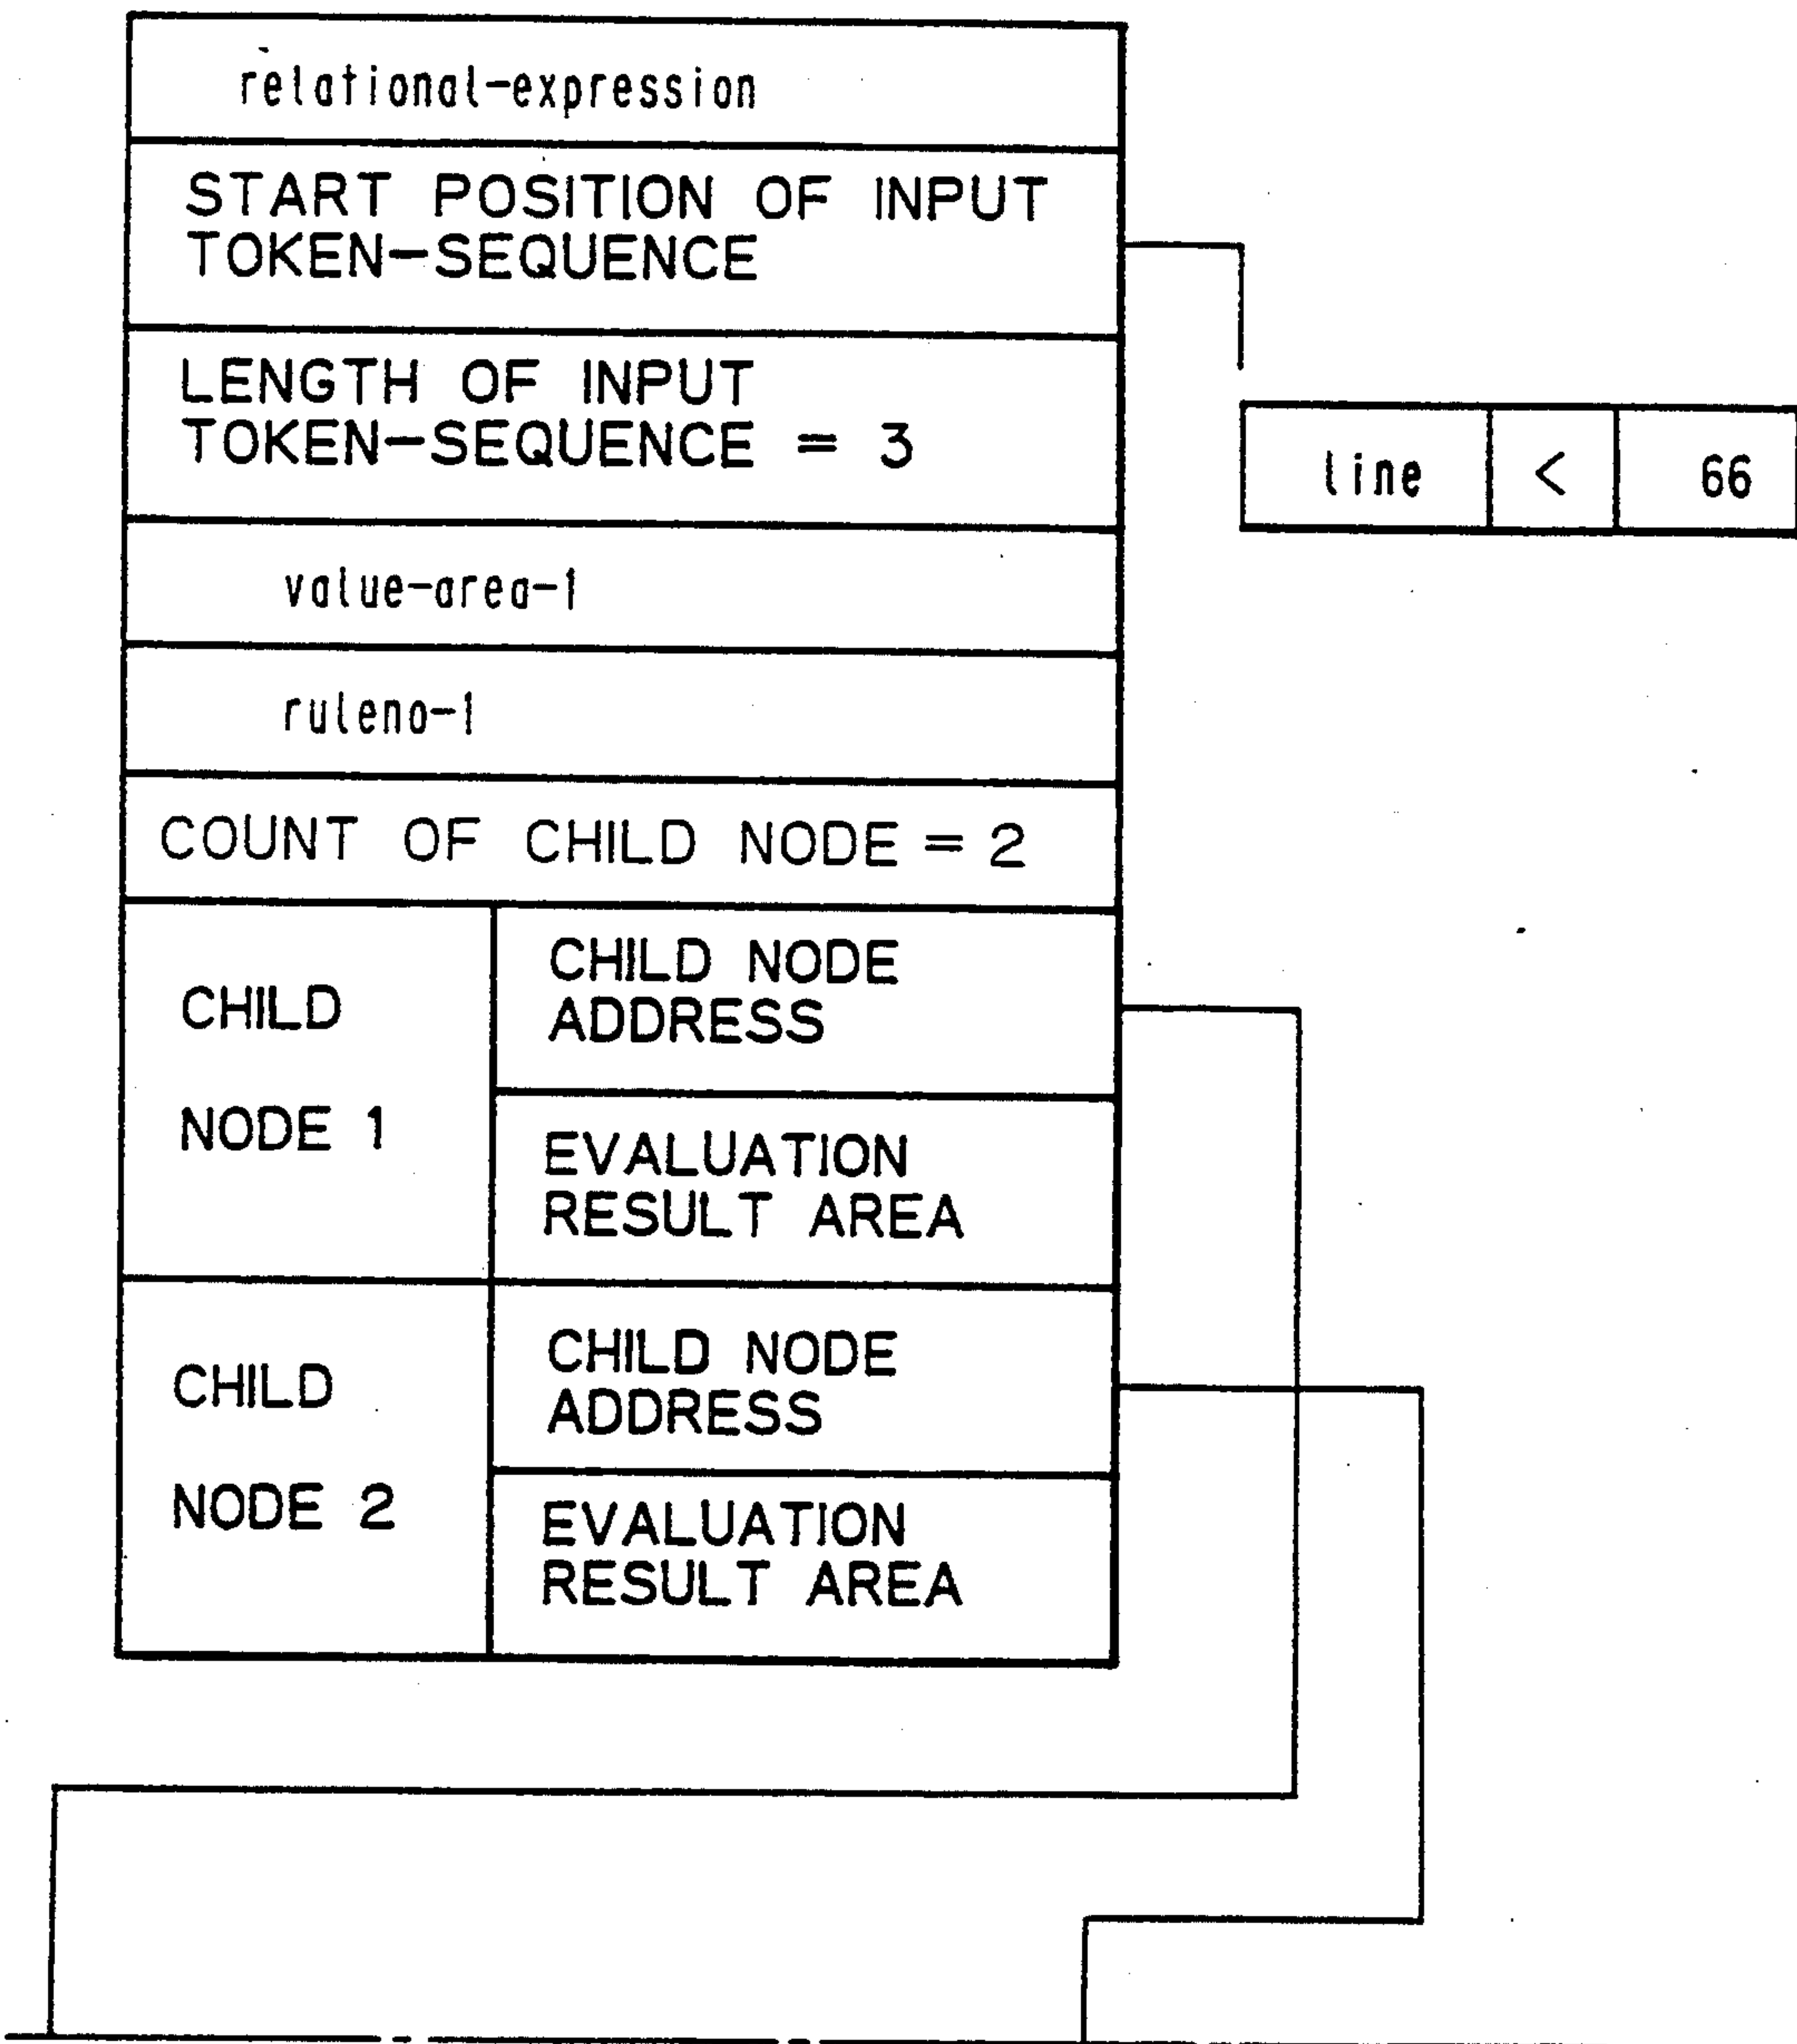 relational-expression
START POSITION OF INPUT
TOKEN-SEQUENCE
LENGTH OF INPUT
TOKEN-SEQUENCE = 3
line < 66
value-area-1
ruleno-1
COUNT OF CHILD NODE = 2
CHILD
NODE 1
CHILD NODE
ADDRESS
EVALUATION
RESULT AREA
CHILD
NODE 2
CHILD NODE
ADDRESS
EVALUATION
RESULT AREA